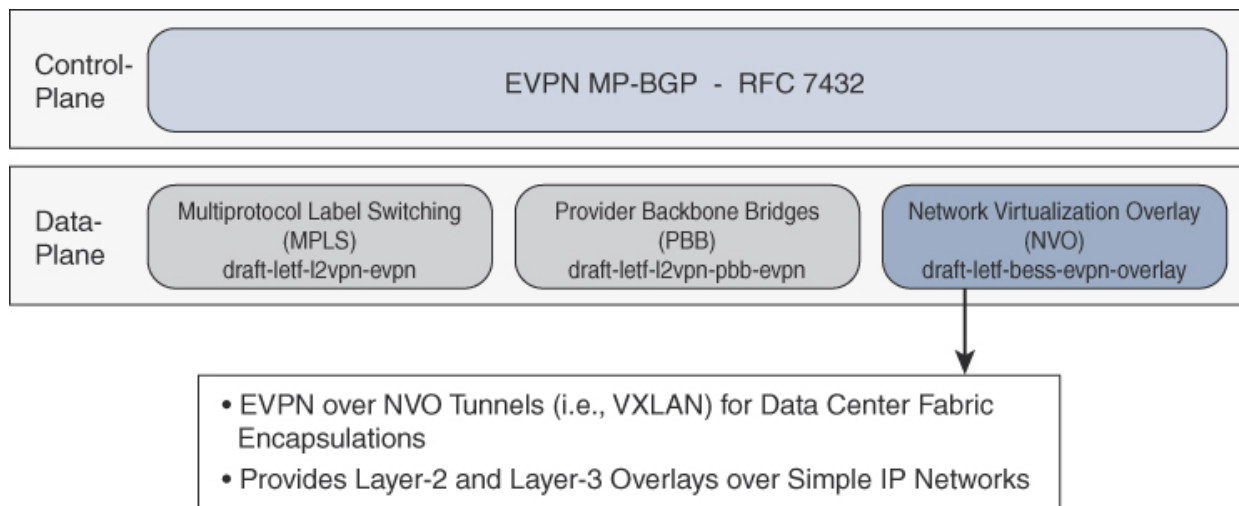 Control-
Plane
EVPN MP-BGP - RFC 7432
Data-
Plane
Multiprotocol Label Switching
(MPLS)
draft-letf-l2vpn-evpn
Provider Backbone Bridges
(PBB)
draft-letf-l2vpn-pbb-evpn
Network Virtualization Overlay
(NVO)
draft-letf-bess-evpn-overlay
• EVPN over NVO Tunnels (i.e., VXLAN) for Data Center Fabric
Encapsulations
• Provides Layer-2 and Layer-3 Overlays over Simple IP Networks